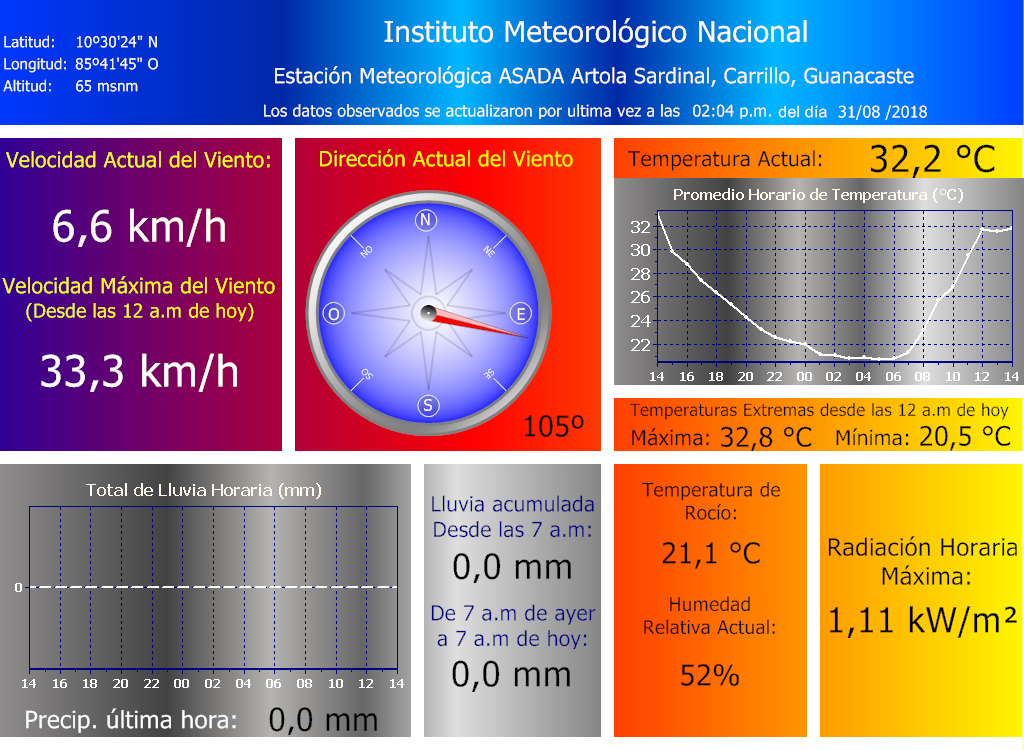 Instituto Meteorológico Nacional
Latitud: 10º30'24" N
Longitud: 85º41'45" O
Altitud: 65 msnm
Estación Meteorológica ASADA Artola Sardinal, Carrillo, Guanacaste
Los datos observados se actualizaron por ultima vez a las 02:04 p.m. del día 31/08 /2018
Velocidad Actual del Viento:
6,6 km/h
Velocidad Máxima del Viento
(Desde las 12 a.m de hoy)
33,3 km/h
Dirección Actual del Viento
N
NO NE
O E
SO SE
S
105º
Temperatura Actual: 32,2 °C
Promedio Horario de Temperatura (°C)
32
30
28
26
24
22
14 16 18 20 22 00 02 04 06 08 10 12 14
Temperaturas Extremas desde las 12 a.m de hoy
Máxima: 32,8 °C Mínima: 20,5 °C
Total de Lluvia Horaria (mm)
0
14 16 18 20 22 00 02 04 06 08 10 12 14
Precip. última hora: 0,0 mm
Lluvia acumulada
Desde las 7 a.m:
0,0 mm
De 7 a.m de ayer
a 7 a.m de hoy:
0,0 mm
Temperatura de
Rocío:
21,1 °C
Humedad
Relativa Actual:
52%
Radiación Horaria
Máxima:
1,11 kW/m²